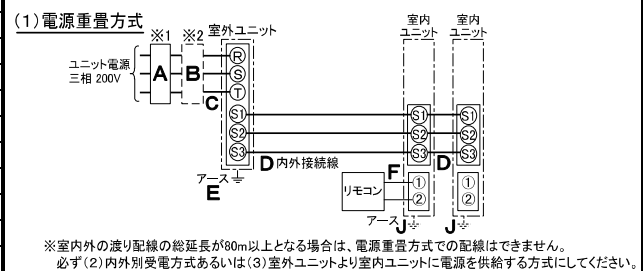 (1)電源重畳方式
※1 ※2 室外ユニット 室内ユニット 室内ユニット
ユニット電源
三相 200V
A B
R
S
T
C
S1 S1 S1
S2 S2 S2
S3 S3 S3
D 内外接続線 D
アース E
リモコン F
① ①
② ②
アース J J
※室内外の渡り配線の総延長が80m以上となる場合は、電源重畳方式での配線はできません。
必ず(2)内外別受電方式あるいは(3)室外ユニットより室内ユニットに電源を供給する方式にしてください。